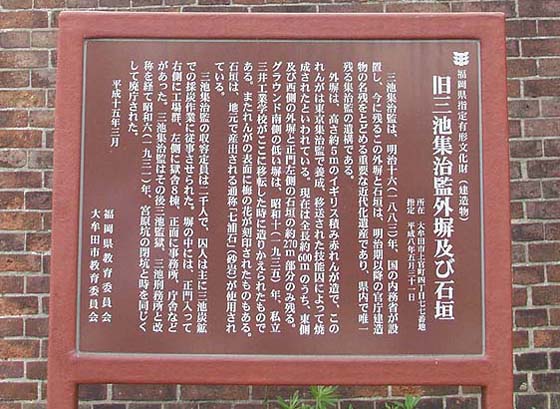 福岡県指定有形文化財(建造物)
旧三池集治監外塀及び石垣
所在 大牟田市上官町四丁目七七番地
指定 平成八年五月三十一日
三池集治監は、明治十六(一八八三)年、国の内務省が設
置し、今に残るこの外塀と石垣は、明治期以降の官庁建造
物の名残をとどめる重要な近代化遺産であり、県内で唯一
残る集治監の遺構である。
外塀は、高さ約5mのイギリス積み赤れんが造で、この
れんがは東京集治監で養成、移送された技能囚によって焼
成されたといわれている。現在は全長約600mのうち、東側
及び西側の外塀と正門左側の石垣の約270m部分のみ残る。
グラウンド南側の低い塀は、昭和十(一九三五)年、私立
三井工業学校がここに移転した時に造りかえられたもので
ある。またれんがの表面に梅の花が刻印されたものもある。
石垣は、地元で産出される通称「七浦石」(砂岩)が使用され
ている。
三池集治監の収容定員は二千人で、囚人は主に三池炭鉱
での採炭作業に従事させられた。塀の中には、正門入って
右側に工場群、左側に獄舎8棟、正面に事務所、庁舎など
があった。三池集治監はその後三池監獄、三池刑務所と改
称を経て昭和六(一九三一)年、宮原坑の閉坑と時を同じく
して廃庁された。
平成十五年三月
福岡県教育委員会
大牟田市教育委員会